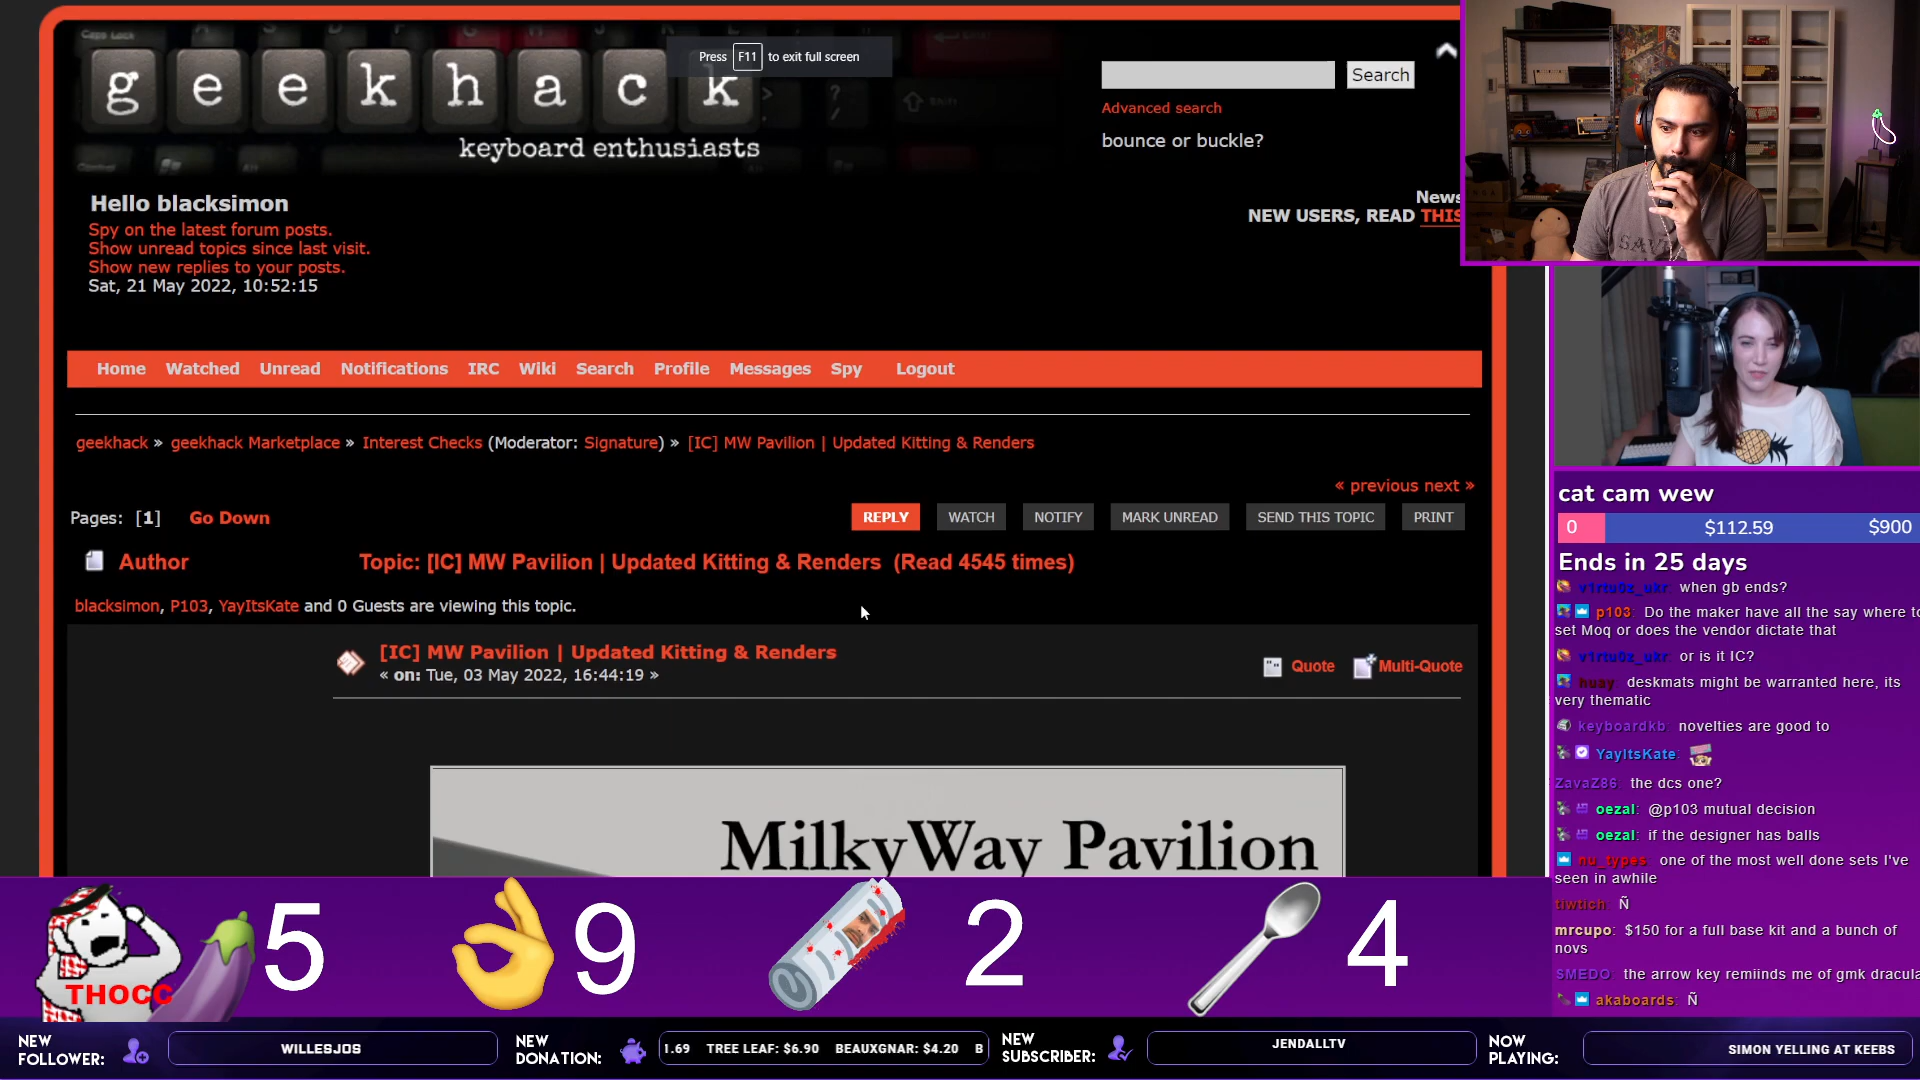 Caps Lock
geekhack
keyboard enthusiasts
Press F11 to exit full screen
Search
Advanced search
bounce or buckle?
Hello blacksimon
Spy on the latest forum posts.
Show unread topics since last visit.
Show new replies to your posts.
Sat, 21 May 2022, 10:52:15
News
NEW USERS, READ THIS
Home Watched Unread Notifications IRC Wiki Search Profile Messages Spy Logout
geekhack » geekhack Marketplace » Interest Checks (Moderator: Signature) » [IC] MW Pavilion | Updated Kitting & Renders
« previous next »
Pages: [1] Go Down
REPLY WATCH NOTIFY MARK UNREAD SEND THIS TOPIC PRINT
Author Topic: [IC] MW Pavilion | Updated Kitting & Renders (Read 4545 times)
blacksimon, P103, YayItsKate and 0 Guests are viewing this topic.
[IC] MW Pavilion | Updated Kitting & Renders
« on: Tue, 03 May 2022, 16:44:19 »
Quote Multi-Quote
MilkyWay Pavilion
cat cam wew
0 $112.59 $900
Ends in 25 days
v1rtu0z_ukr: when gb ends?
p103: Do the maker have all the say where to
set Moq or does the vendor dictate that
v1rtu0z_ukr: or is it IC?
huay: deskmats might be warranted here, its
very thematic
keyboardkb: novelties are good to
YayItsKate:
ZavaZ86: the dcs one?
oezal: @p103 mutual decision
oezal: if the designer has balls
nu_types: one of the most well done sets I've
seen in awhile
tiwtich: Ñ
mrcupo: $150 for a full base kit and a bunch of
novs
SMEDO: the arrow key remiinds me of gmk dracula
akaboards: Ñ
THOCC 5 9 2 4
NEW FOLLOWER: WILLESJOS
NEW DONATION: 1.69 TREE LEAF: $6.90 BEAUXGNAR: $4.20 B
NEW SUBSCRIBER: JENDALLTV
NOW PLAYING: SIMON YELLING AT KEEBS